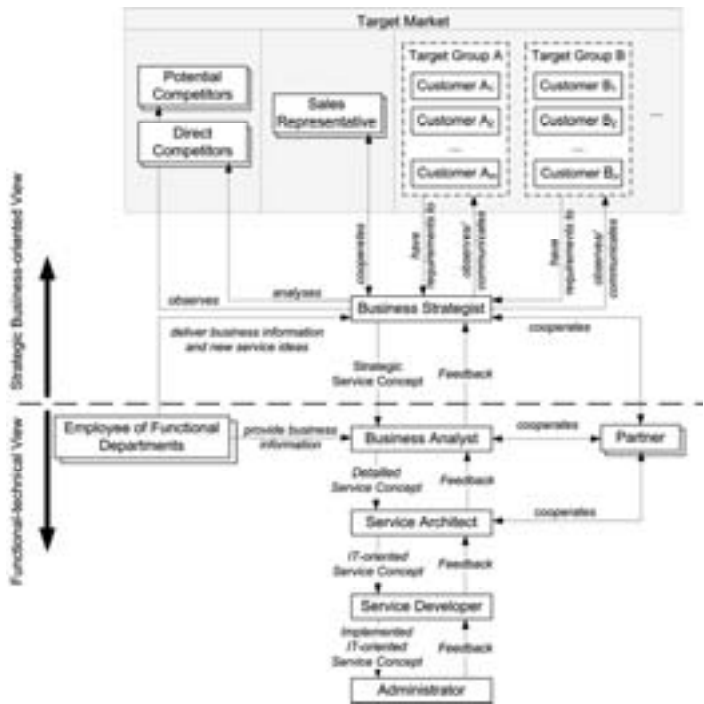 Target Market
Target Group A
Target Group B
Potential
Competitors
Customer A₁
Customer B₁
Sales
Representative
Customer A₂
Customer B₂
Direct
Competitors
...
...
...
Customer Aₘ
Customer Bₙ
Strategic Business-oriented View
cooperates
have
requirements to
observes/
communicates
have
requirements to
observes/
communicates
observes
analyses
Business Strategist
deliver business information
and new service ideas
cooperates
Strategic
Service Concept
Feedback
Functional-technical View
Employee of Functional
Departments
provide business
information
Business Analyst
cooperates
Partner
Detailled
Service Concept
Feedback
Service Architect
cooperates
IT-oriented
Service Concept
Feedback
Service Developer
Implemented
IT-oriented
Service Concept
Feedback
Administrator